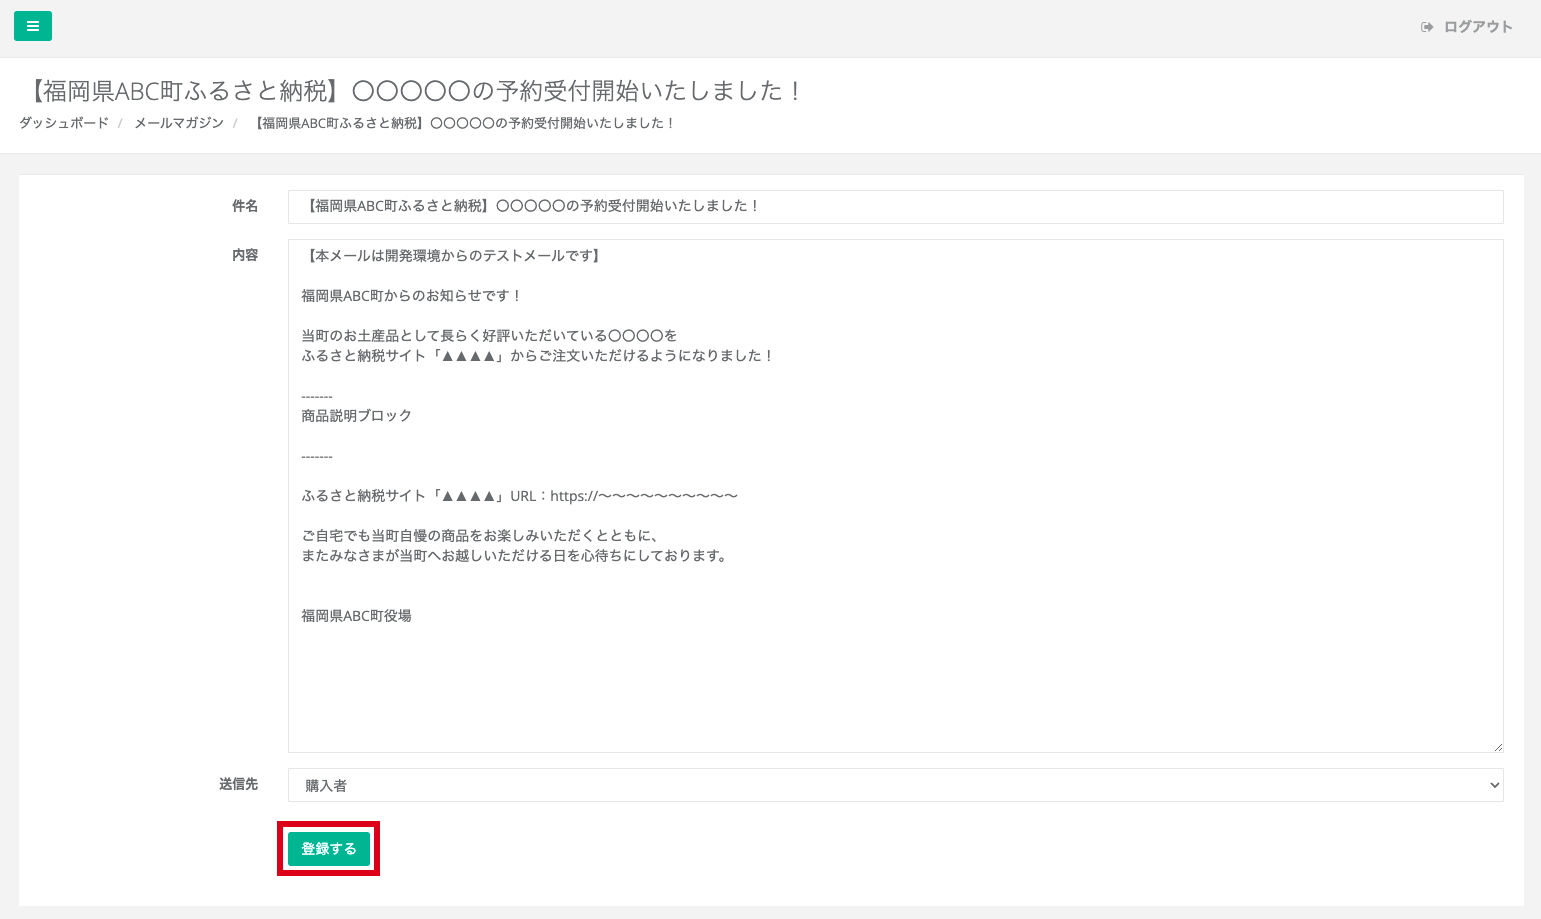 ログアウト
【福岡県ABC町ふるさと納税】〇〇〇〇〇の予約受付開始いたしました！
ダッシュボード / メールマガジン / 【福岡県ABC町ふるさと納税】〇〇〇〇〇の予約受付開始いたしました！
件名 【福岡県ABC町ふるさと納税】〇〇〇〇〇の予約受付開始いたしました！
内容 【本メールは開発環境からのテストメールです】
福岡県ABC町からのお知らせです！
当町のお土産品として長らく好評いただいている〇〇〇〇を
ふるさと納税サイト「▲▲▲▲」からご注文いただけるようになりました！
-------
商品説明ブロック
-------
ふるさと納税サイト「▲▲▲▲」URL：https://〜〜〜〜〜〜〜〜〜〜
ご自宅でも当町自慢の商品をお楽しみいただくとともに、
またみなさまが当町へお越しいただける日を心待ちにしております。
福岡県ABC町役場
送信先 購入者
登録する